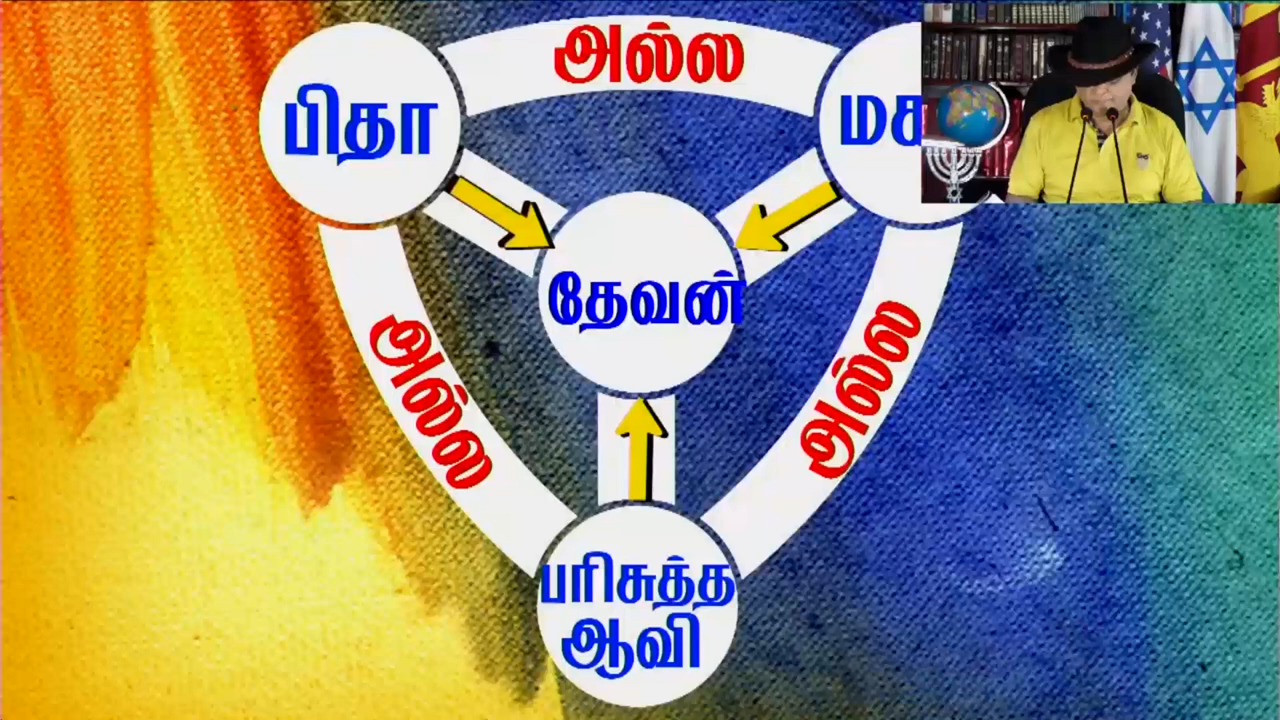 அல்ல
பிதா
தேவன்
அல்ல
அல்ல
பரிசுத்த
ஆவி